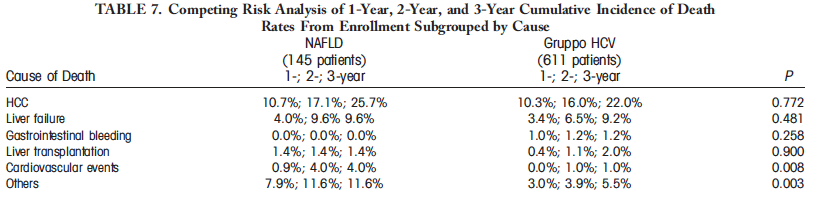 TABLE 7. Competing Risk Analysis of 1-Year, 2-Year, and 3-Year Cumulative Incidence of Death
Rates From Enrollment Subgrouped by Cause
NAFLD Gruppo HCV
(145 patients) (611 patients)
Cause of Death 1-; 2-; 3-year 1-; 2-; 3-year P
HCC 10.7%; 17.1%; 25.7% 10.3%; 16.0%; 22.0% 0.772
Liver failure 4.0%; 9.6% 9.6% 3.4%; 6.5%; 9.2% 0.481
Gastrointestinal bleeding 0.0%; 0.0%; 0.0% 1.0%; 1.2%; 1.2% 0.258
Liver transplantation 1.4%; 1.4%; 1.4% 0.4%; 1.1%; 2.0% 0.900
Cardiovascular events 0.9%; 4.0%; 4.0% 0.0%; 1.0%; 1.0% 0.008
Others 7.9%; 11.6%; 11.6% 3.0%; 3.9%; 5.5% 0.003